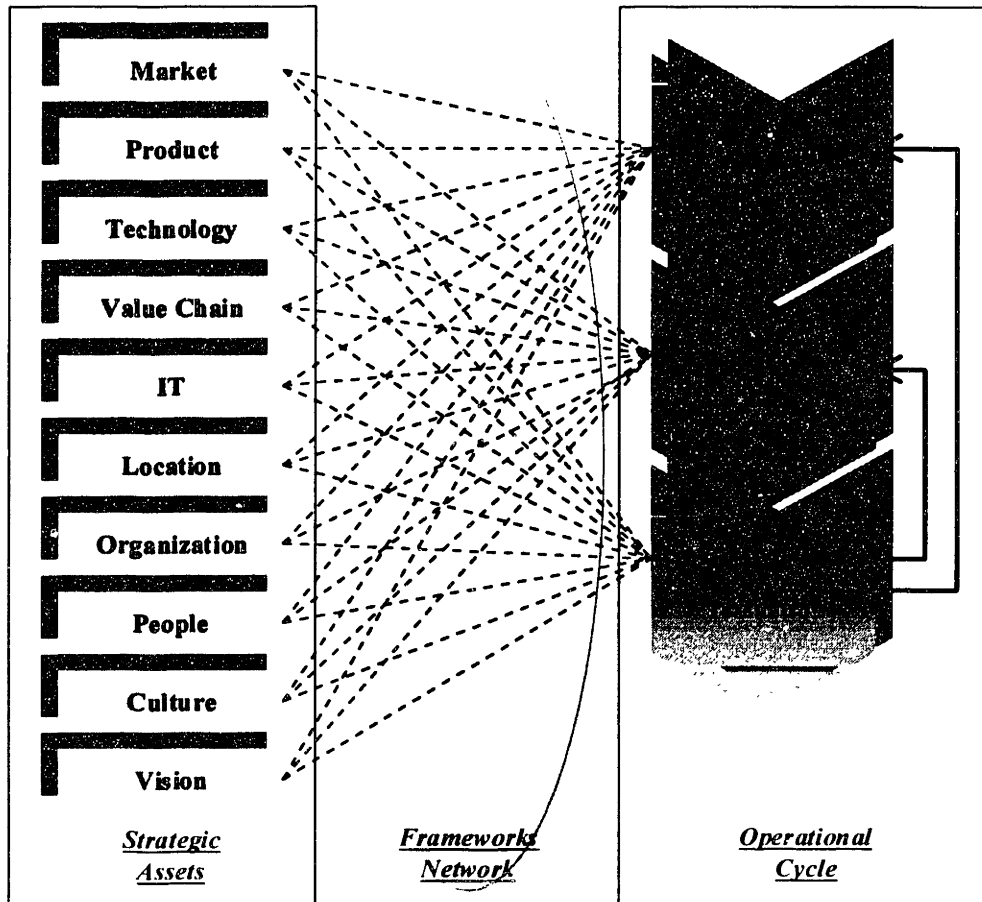 Market
Product
Technology
Value Chain
IT
Location
Organization
People
Culture
Vision
Strategic
Assets
Frameworks
Network
Operational
Cycle